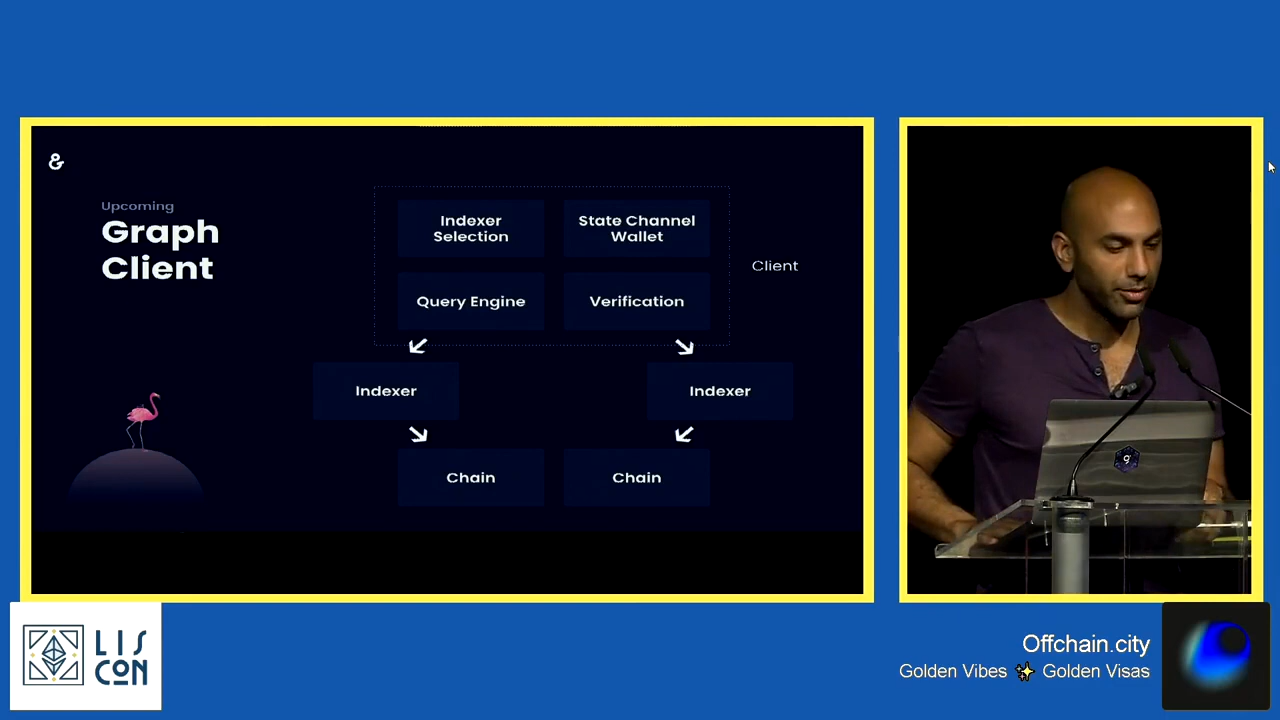 &
Upcoming
Graph
Client
Indexer
Selection
State Channel
Wallet
Query Engine
Verification
Client
Indexer
Indexer
Chain
Chain
LIS
CON
Offchain.city
Golden Vibes ✨ Golden Visas